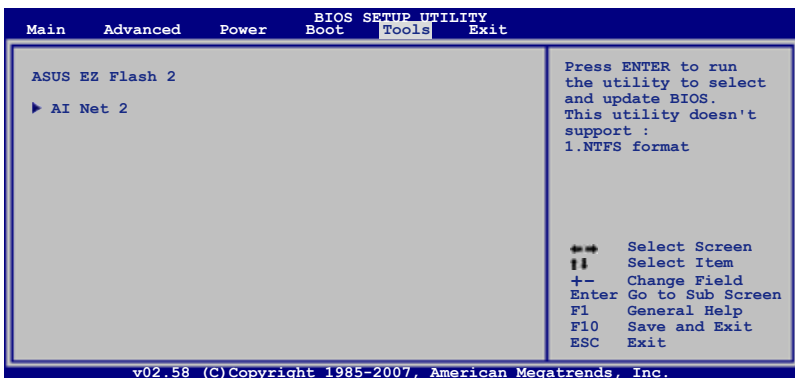 BIOS SETUP UTILITY
Main Advanced Power Boot Tools Exit
ASUS EZ Flash 2
AI Net 2
Press ENTER to run
the utility to select
and update BIOS.
This utility doesn't
support :
1.NTFS format
Select Screen
Select Item
+- Change Field
Enter Go to Sub Screen
F1 General Help
F10 Save and Exit
ESC Exit
v02.58 (C)Copyright 1985-2007, American Megatrends, Inc.